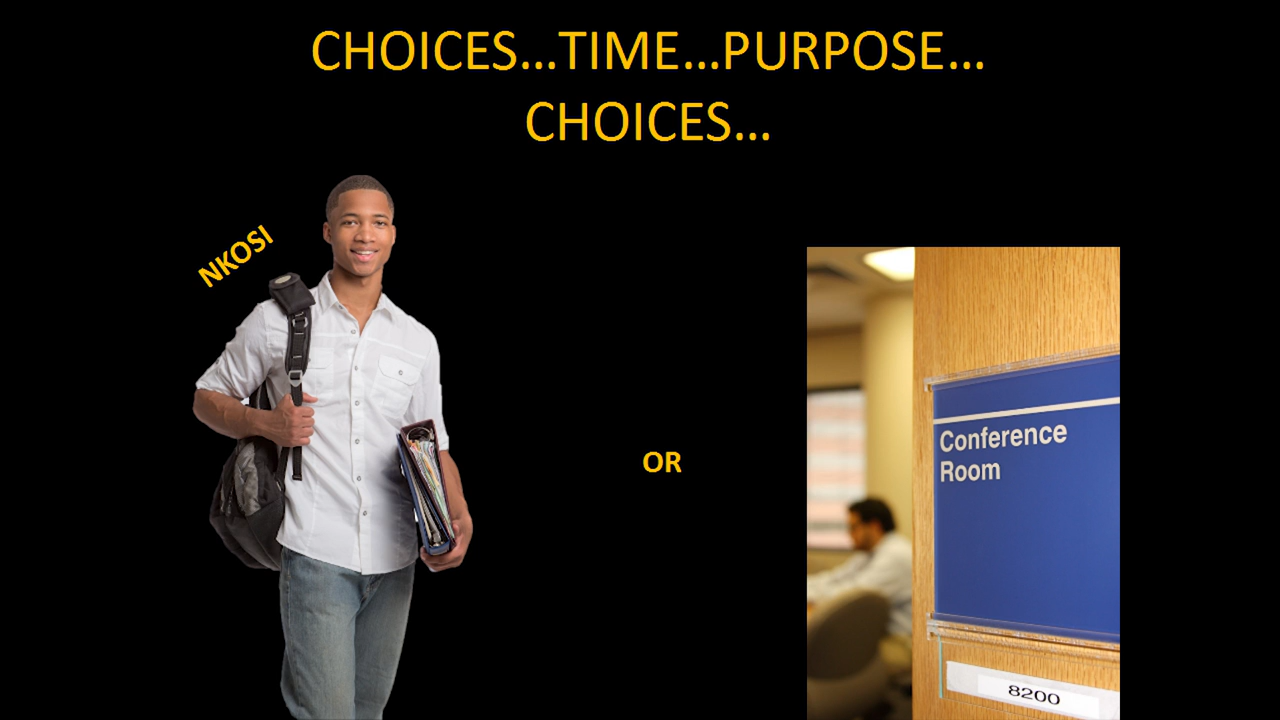 CHOICES…TIME…PURPOSE…
CHOICES…
NKOSI
OR
Conference
Room
8200